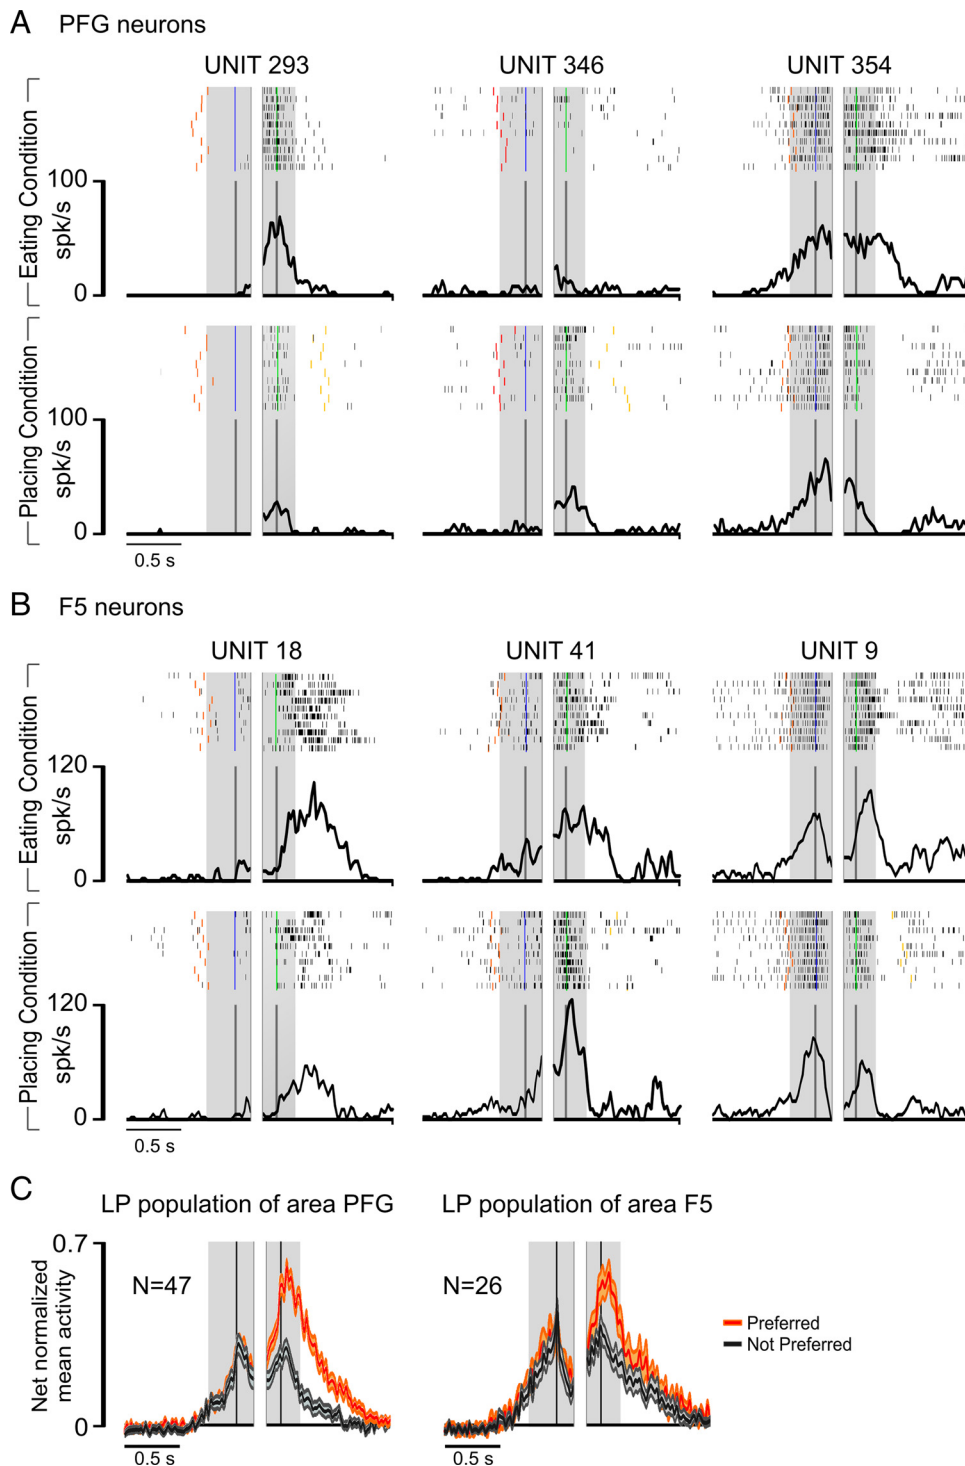 A PFG neurons
UNIT 293 UNIT 346 UNIT 354
Eating Condition
spk/s
100
0
Placing Condition
spk/s
100
0
0.5 s
B F5 neurons
UNIT 18 UNIT 41 UNIT 9
Eating Condition
spk/s
120
0
Placing Condition
spk/s
120
0
0.5 s
C
LP population of area PFG LP population of area F5
Net normalized
mean activity
0.7
0
N=47
N=26
Preferred
Not Preferred
0.5 s 0.5 s